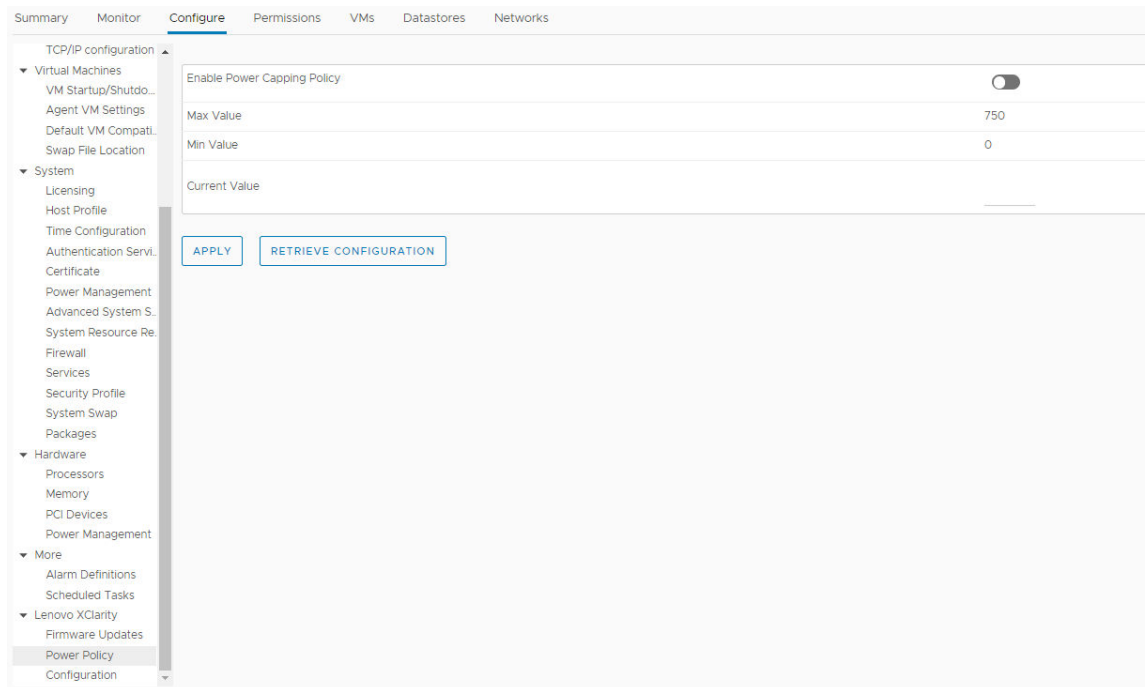 Summary Monitor Configure Permissions VMs Datastores Networks
TCP/IP configuration
Virtual Machines
VM Startup/Shutdo...
Agent VM Settings
Default VM Compati..
Swap File Location
System
Licensing
Host Profile
Time Configuration
Authentication Servi..
Certificate
Power Management
Advanced System S..
System Resource Re.
Firewall
Services
Security Profile
System Swap
Packages
Hardware
Processors
Memory
PCI Devices
Power Management
More
Alarm Definitions
Scheduled Tasks
Lenovo XClarity
Firmware Updates
Power Policy
Configuration
Enable Power Capping Policy
Max Value 750
Min Value 0
Current Value
APPLY RETRIEVE CONFIGURATION